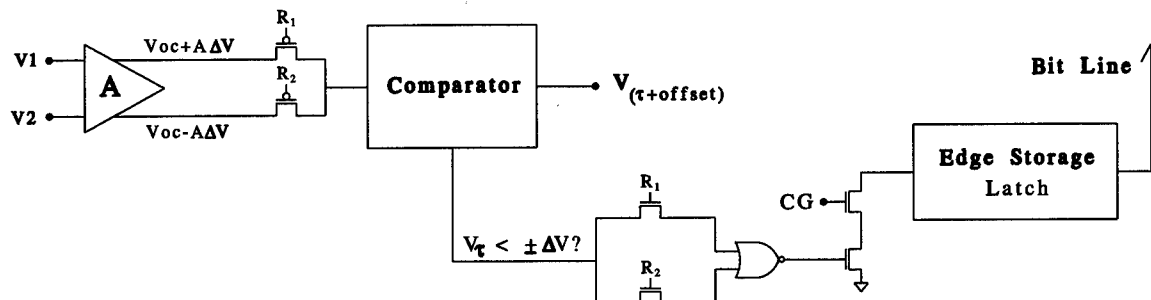 R₁
V1
Voc+AΔV
A
R₂
V2
Voc-AΔV
Comparator
V(τ+offset)
Bit Line
Edge Storage
Latch
R₁
CG
Vτ < ± ΔV?
R₂